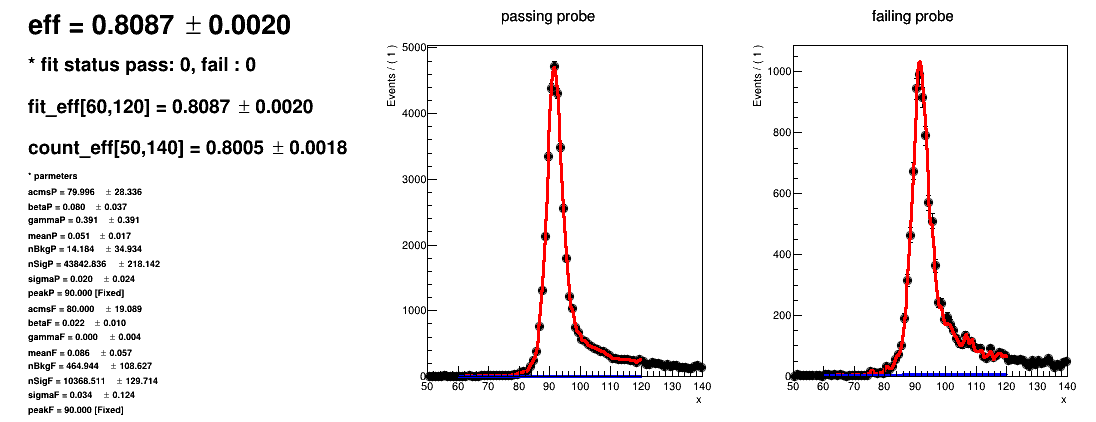 eff = 0.8087 ± 0.0020
* fit status pass: 0, fail : 0
fit_eff[60,120] = 0.8087 ± 0.0020
count_eff[50,140] = 0.8005 ± 0.0018
* parmeters
acmsP = 79.996 ± 28.336
betaP = 0.080 ± 0.037
gammaP = 0.391 ± 0.391
meanP = 0.051 ± 0.017
nBkgP = 14.184 ± 34.934
nSigP = 43842.836 ± 218.142
sigmaP = 0.020 ± 0.024
peakP = 90.000 [Fixed]
acmsF = 80.000 ± 19.089
betaF = 0.022 ± 0.010
gammaF = 0.000 ± 0.004
meanF = 0.086 ± 0.057
nBkgF = 464.944 ± 108.627
nSigF = 10368.511 ± 129.714
sigmaF = 0.034 ± 0.124
peakF = 90.000 [Fixed]
passing probe
Events / ( 1 )
5000
4000
3000
2000
1000
0
50 60 70 80 90 100 110 120 130 140
x
failing probe
Events / ( 1 )
1000
800
600
400
200
0
50 60 70 80 90 100 110 120 130 140
x